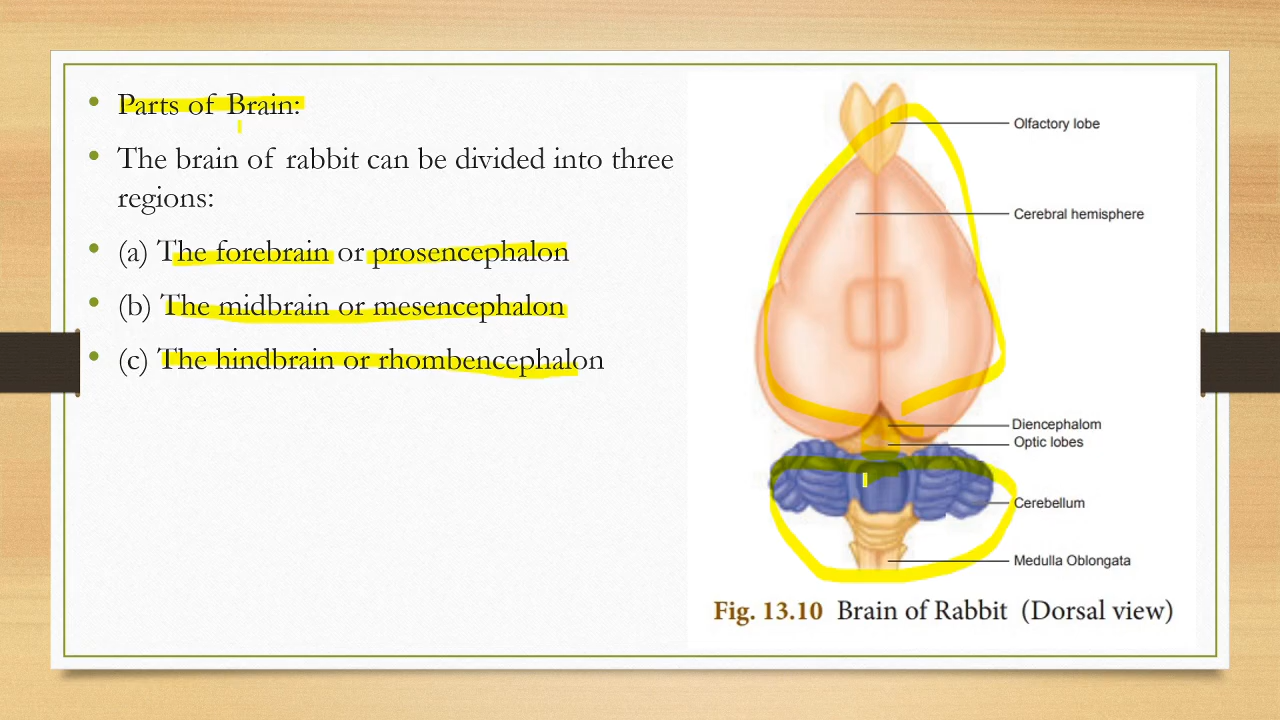 • Parts of Brain:
• The brain of rabbit can be divided into three
regions:
• (a) The forebrain or prosencephalon
• (b) The midbrain or mesencephalon
• (c) The hindbrain or rhombencephalon
Olfactory lobe
Cerebral hemisphere
Diencephalom
Optic lobes
Cerebellum
Medulla Oblongata
Fig. 13.10 Brain of Rabbit (Dorsal view)